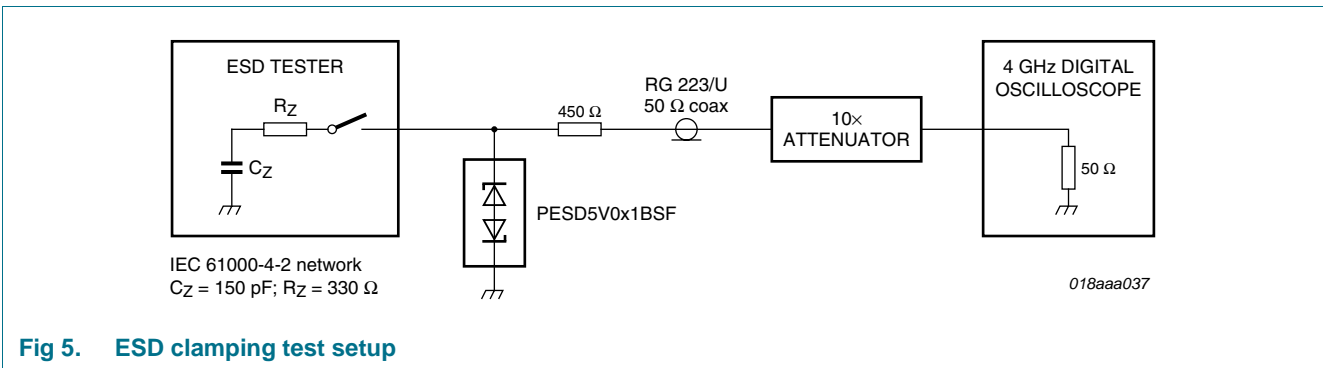 ESD TESTER
RZ
CZ
IEC 61000-4-2 network
CZ = 150 pF; RZ = 330 Ω
450 Ω
RG 223/U
50 Ω coax
PESD5V0x1BSF
10×
ATTENUATOR
4 GHz DIGITAL
OSCILLOSCOPE
50 Ω
018aaa037
Fig 5. ESD clamping test setup